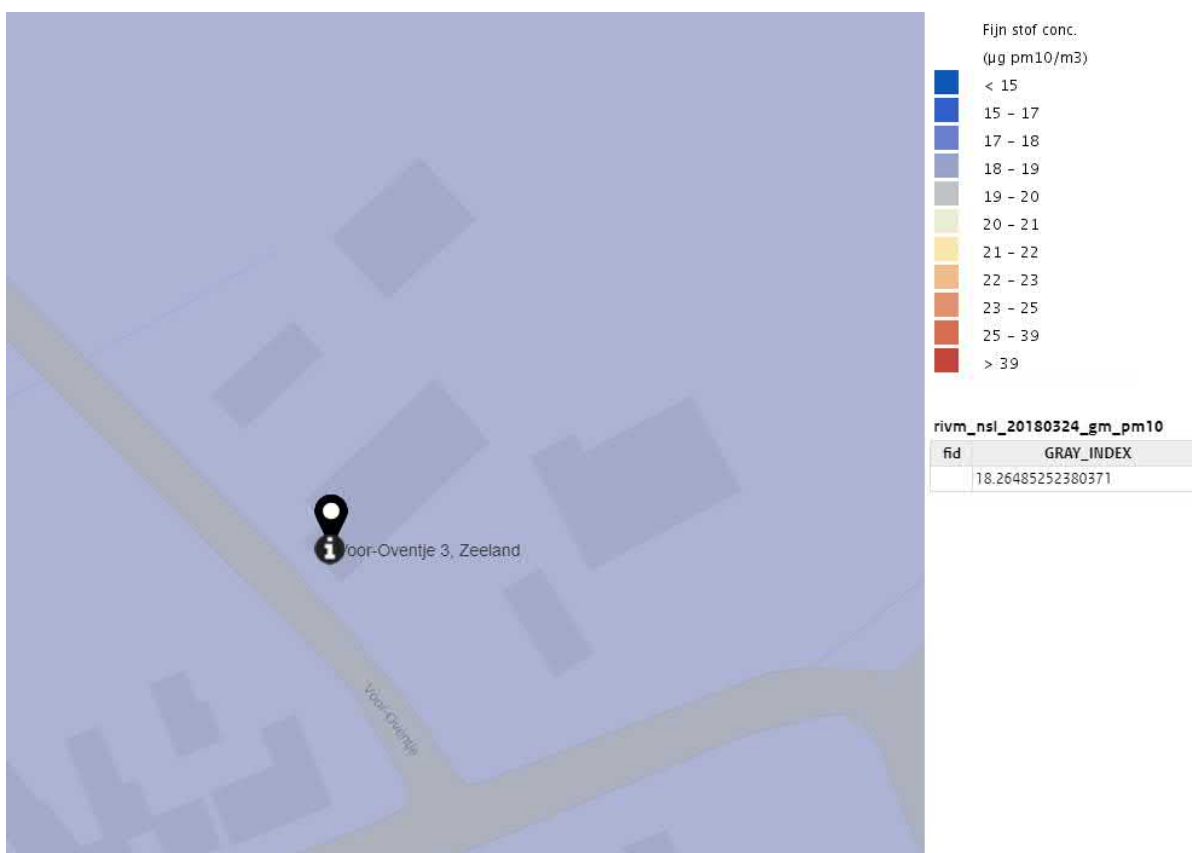 Fijn stof conc.
(µg pm10/m3)
< 15
15 – 17
17 – 18
18 – 19
19 – 20
20 – 21
21 – 22
22 – 23
23 – 25
25 – 39
> 39
rivm_nsl_20180324_gm_pm10
fid GRAY_INDEX
18.26485252380371
i
Voor-Oventje 3, Zeeland
Voor-Oventje